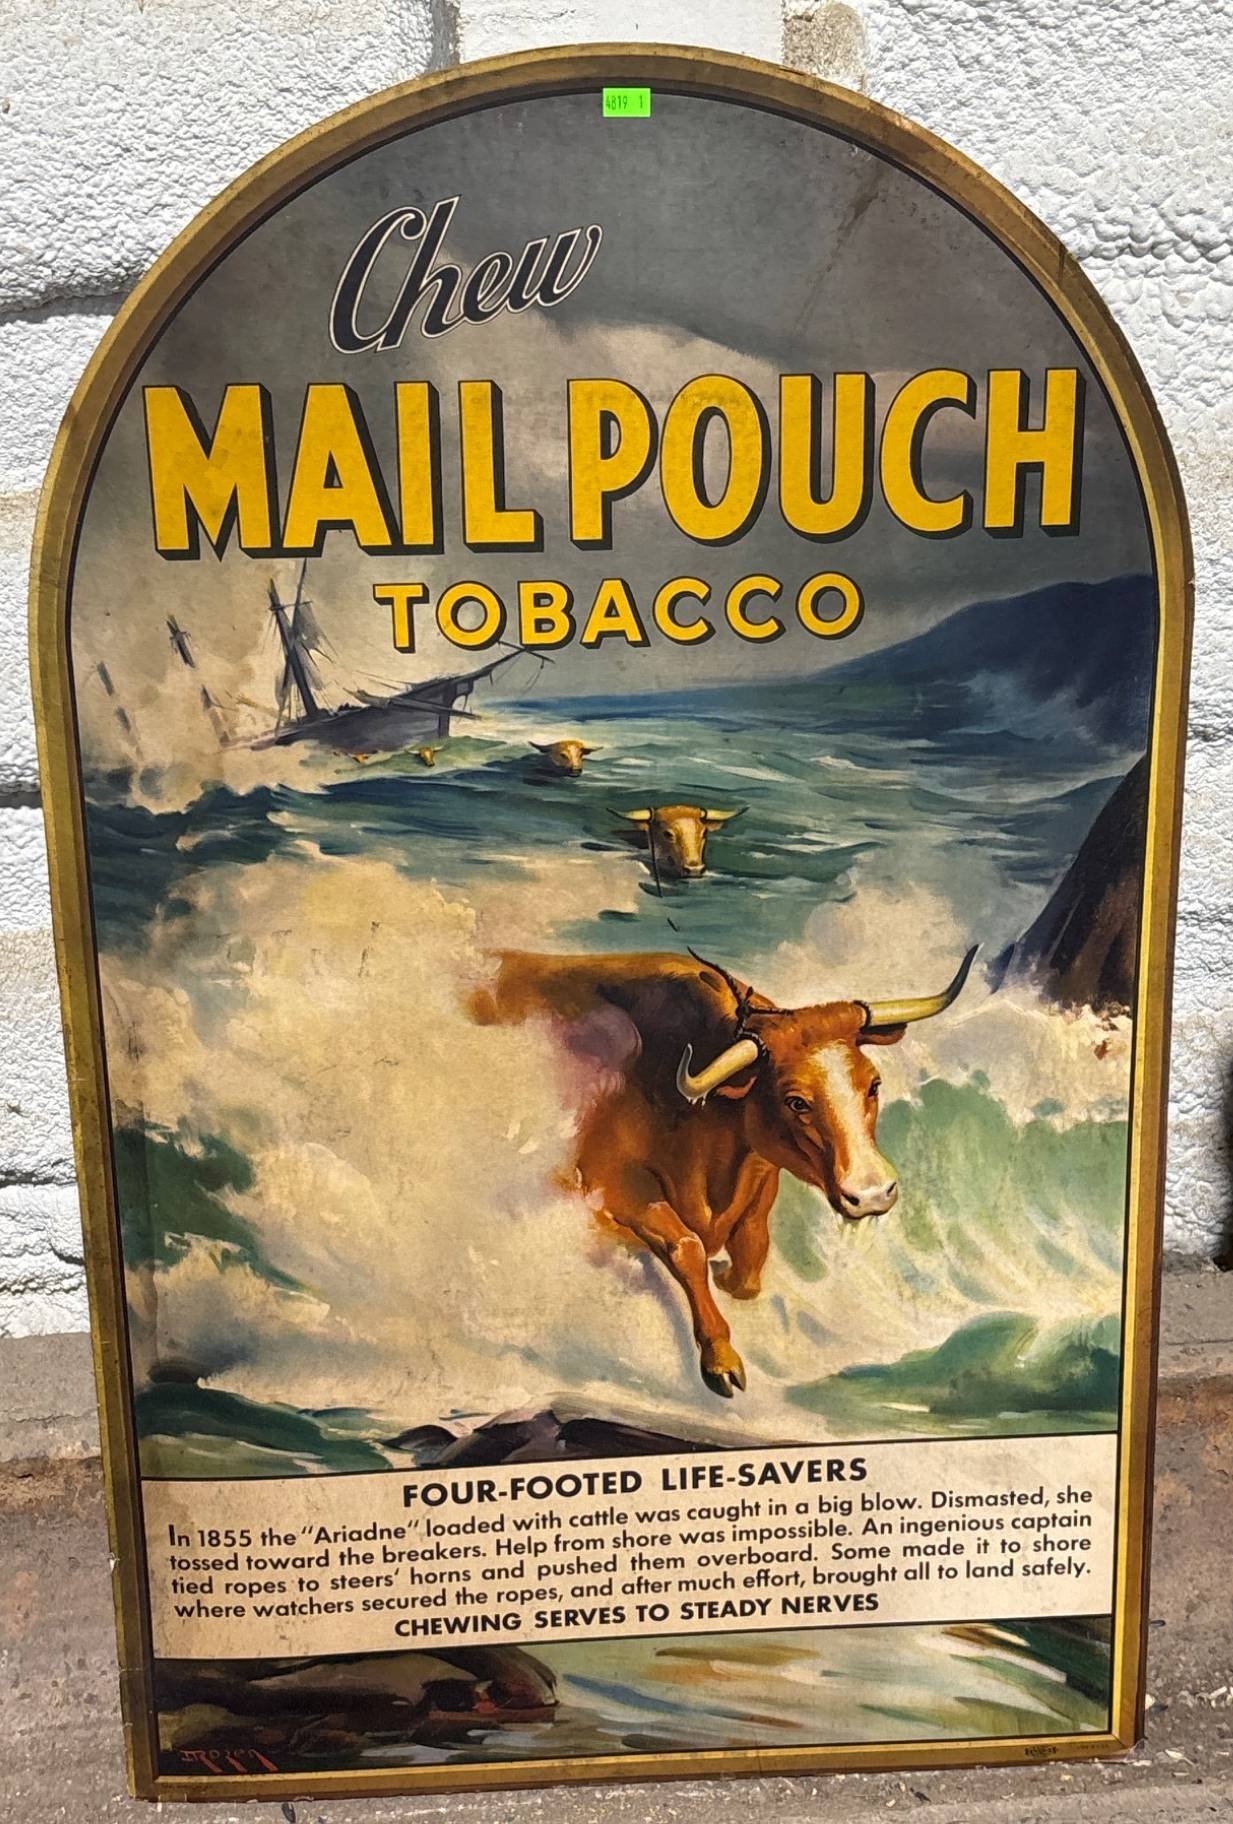 4819 1
Chew
MAIL POUCH
TOBACCO
FOUR-FOOTED LIFE-SAVERS
In 1855 the "Ariadne" loaded with cattle was caught in a big blow. Dismasted, she
tossed toward the breakers. Help from shore was impossible. An ingenious captain
tied ropes to steers' horns and pushed them overboard. Some made it to shore
where watchers secured the ropes, and after much effort, brought all to land safely.
CHEWING SERVES TO STEADY NERVES